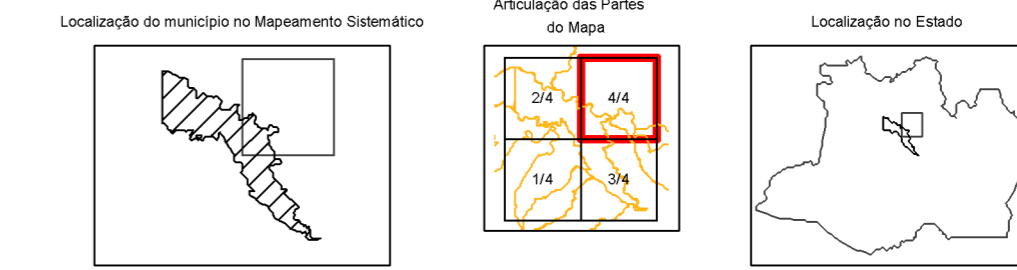 Localização do município no Mapeamento Sistemático
Articulação das Partes
do Mapa
2/4
4/4
1/4
3/4
Localização no Estado